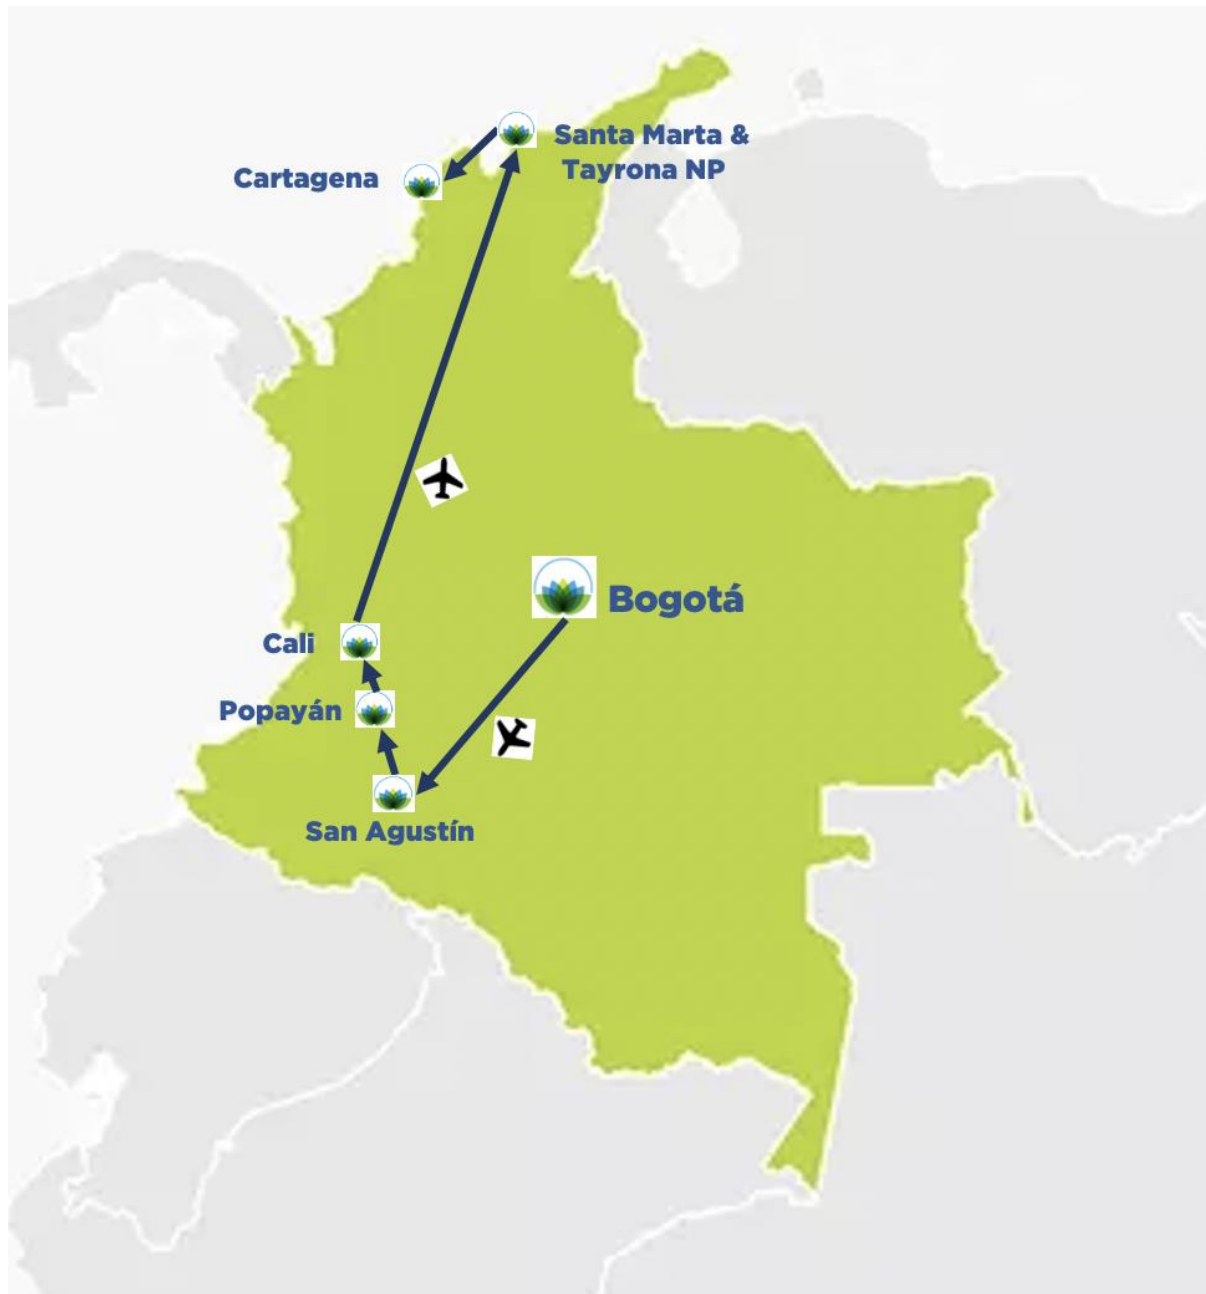 Santa Marta &
Tayrona NP
Cartagena
Bogotá
Cali
Popayán
San Agustín